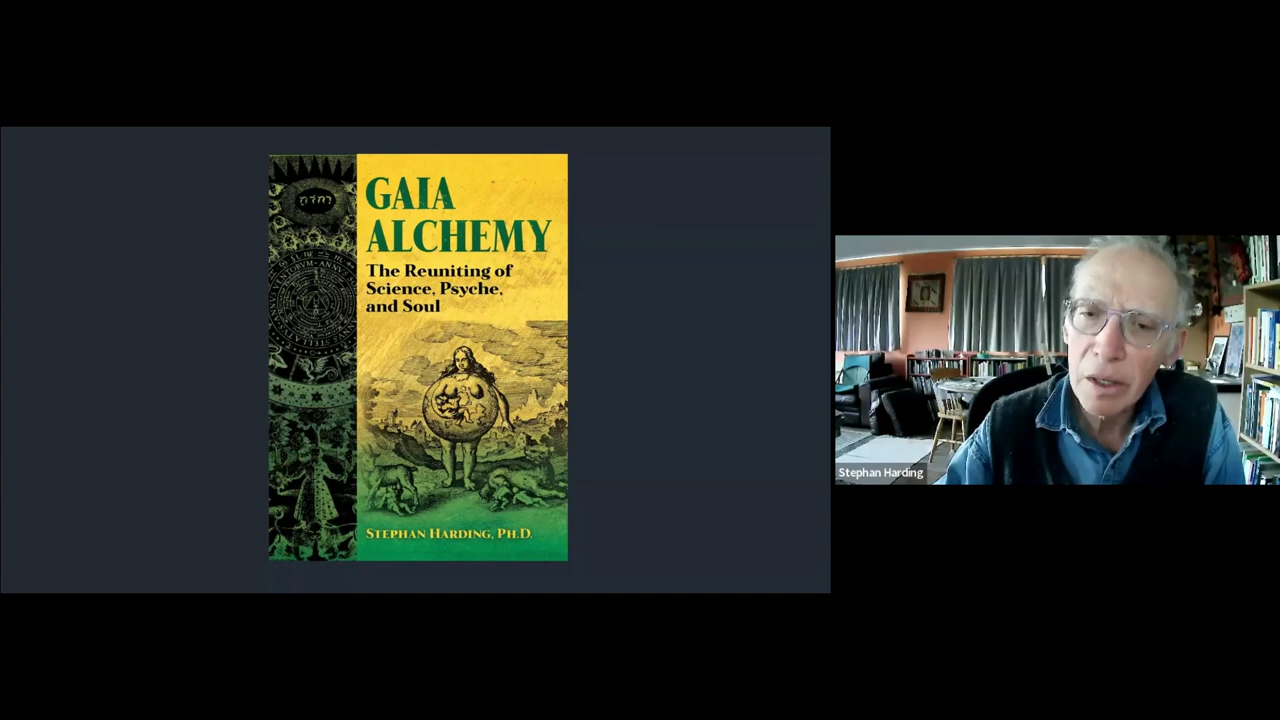 GAIA
ALCHEMY
The Reuniting of
Science, Psyche,
and Soul
STEPHAN HARDING, PH.D.
Stephan Harding